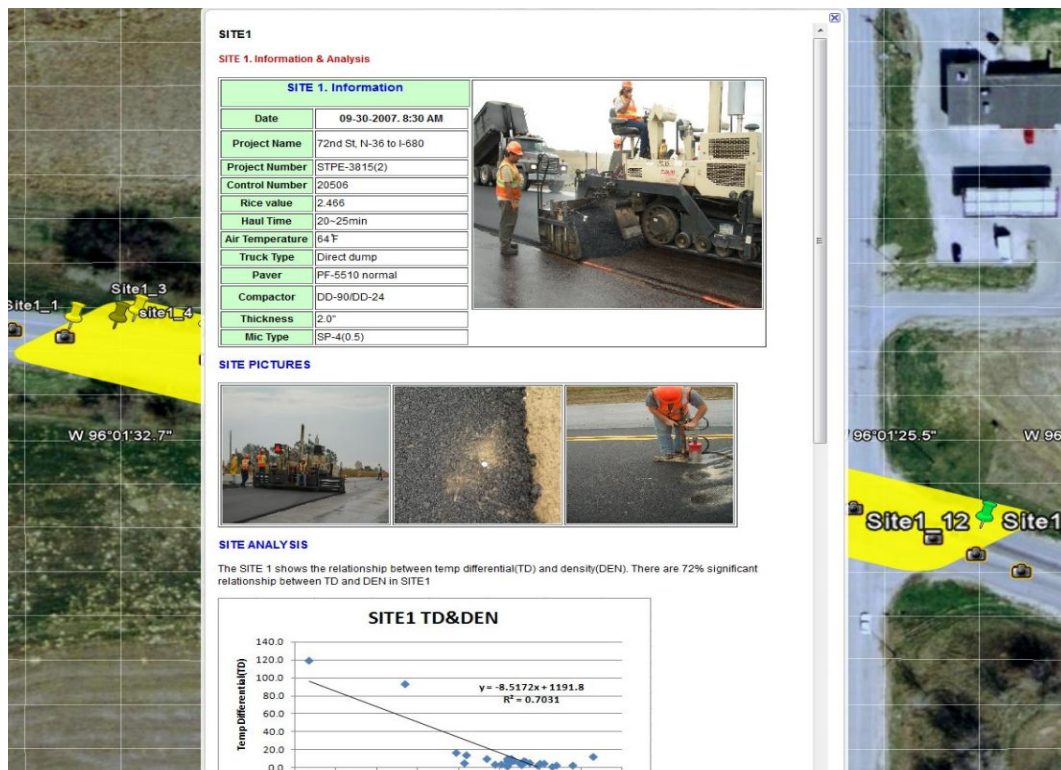 SITE1
SITE 1. Information & Analysis
SITE 1. Information
Date 09-30-2007. 8:30 AM
Project Name 72nd St, N-36 to I-680
Project Number STPE-3815(2)
Control Number 20506
Rice value 2.466
Haul Time 20~25min
Air Temperature 64℉
Truck Type Direct dump
Paver PF-5510 normal
Compactor DD-90/DD-24
Thickness 2.0"
Mic Type SP-4(0.5)
Site1_1
Site1_3
site1_4
SITE PICTURES
W 96°01'32.7"
96°01'25.5"
W 96
Site1_12
Site1
SITE ANALYSIS
The SITE 1 shows the relationship between temp differential(TD) and density(DEN). There are 72% significant
relationship between TD and DEN in SITE1
SITE1 TD&DEN
Temp Differential(TD)
140.0
120.0
100.0
80.0
60.0
40.0
20.0
0.0
y = -8.5172x + 1191.8
R² = 0.7031